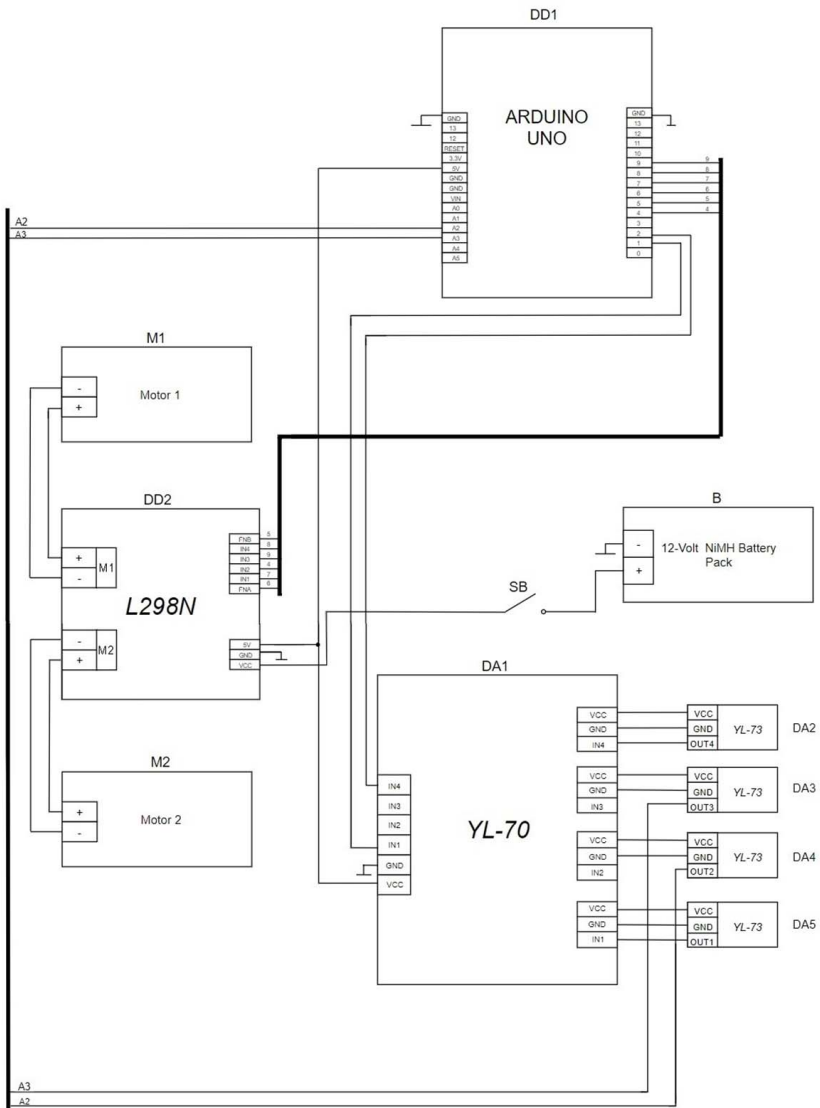 DD1
ARDUINO
UNO
GND
13
12
RESET
3.3V
5V
GND
GND
VIN
A0
A1
A2
A3
A4
A5
GND
13
12
11
10
9
8
7
6
5
4
3
2
1
0
9
8
7
6
5
4
A2
A3
M1
-
+
Motor 1
DD2
L298N
+
-
M1
-
+
M2
FNB
IN4
IN3
IN2
IN1
FNA
5
8
9
4
7
6
5V
GND
VCC
M2
+
-
Motor 2
B
-
+
12-Volt NiMH Battery
Pack
SB
DA1
YL-70
IN4
IN3
IN2
IN1
GND
VCC
VCC
GND
IN4
VCC
GND
IN3
VCC
GND
IN2
VCC
GND
IN1
VCC
GND
OUT4
YL-73
DA2
VCC
GND
OUT3
YL-73
DA3
VCC
GND
OUT2
YL-73
DA4
VCC
GND
OUT1
YL-73
DA5
A3
A2